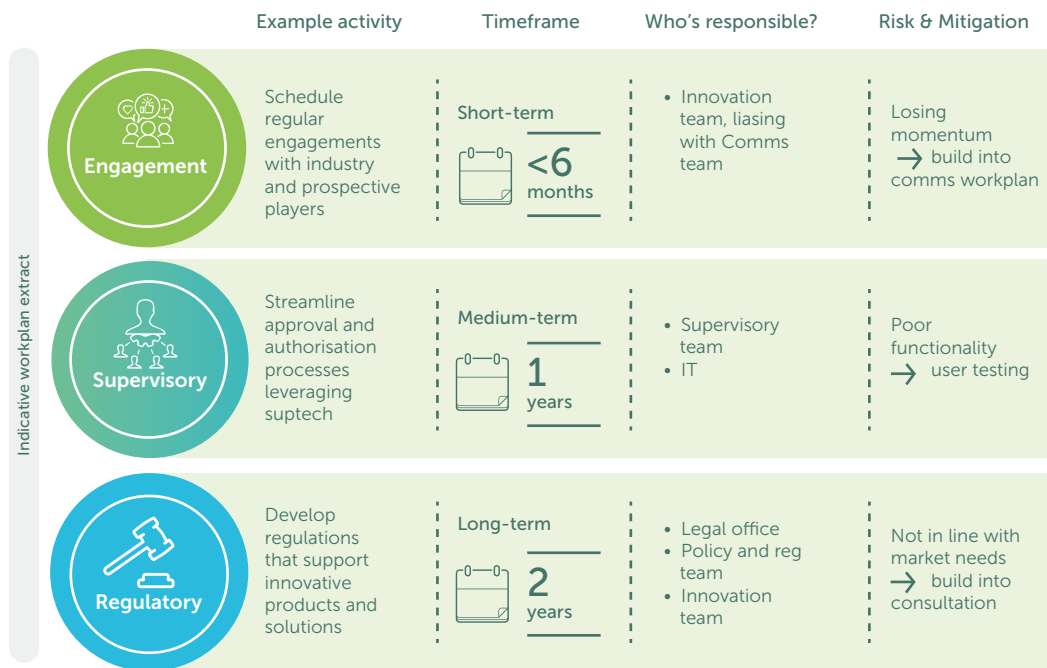 Example activity
Timeframe
Who's responsible?
Risk & Mitigation
Indicative workplan extract
Engagement
Schedule
regular
engagements
with industry
and prospective
players
Short-term
<6
months
• Innovation
team, liasing
with Comms
team
Losing
momentum
→ build into
comms workplan
Supervisory
Streamline
approval and
authorisation
processes
leveraging
suptech
Medium-term
1
years
• Supervisory
team
• IT
Poor
functionality
→ user testing
Regulatory
Develop
regulations
that support
innovative
products and
solutions
Long-term
2
years
• Legal office
• Policy and reg
team
• Innovation
team
Not in line with
market needs
→ build into
consultation